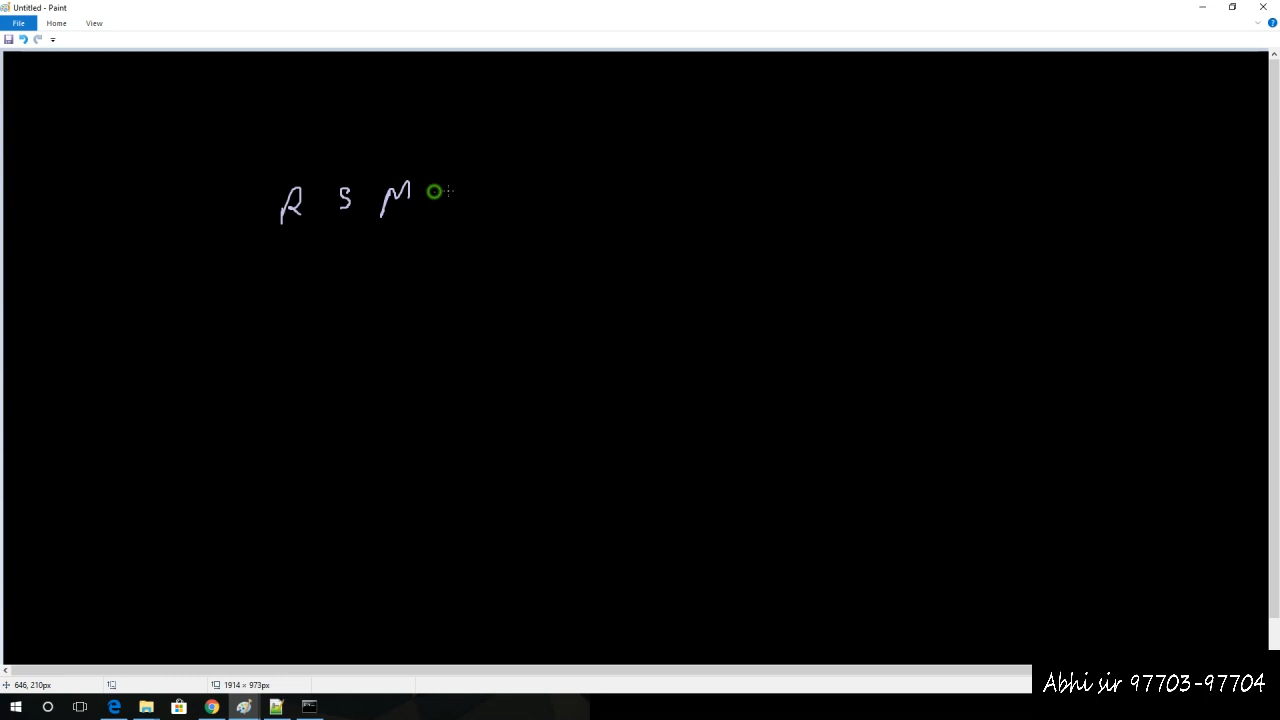 Untitled - Paint
File Home View
R S M
646, 210px 1914 × 973px
Abhi sir 97703-97704